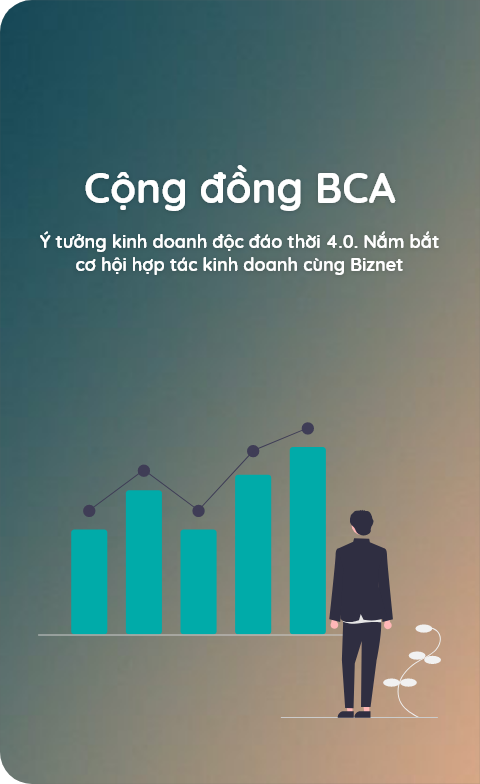 Cộng đồng BCA
Ý tưởng kinh doanh độc đáo thời 4.0. Nắm bắt
cơ hội hợp tác kinh doanh cùng Biznet